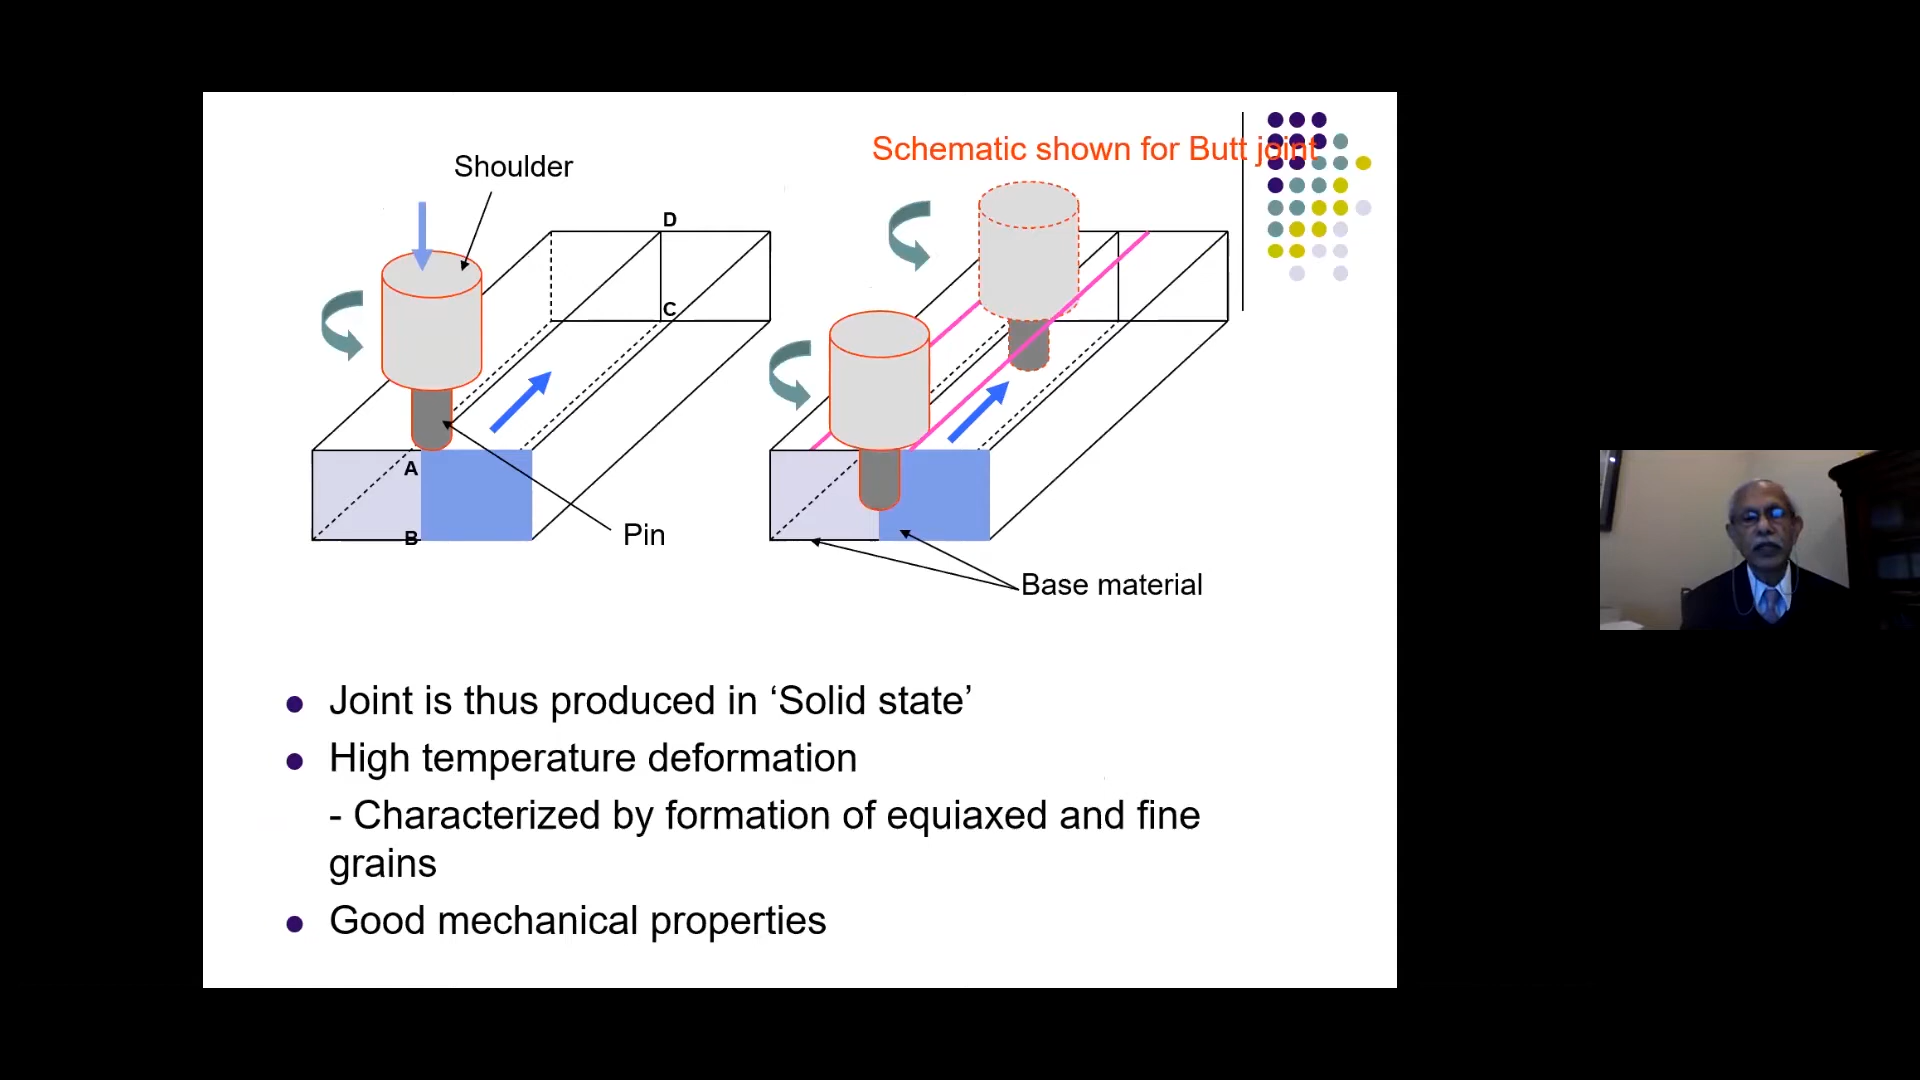 Schematic shown for Butt joint
Shoulder
D
C
A
B
Pin
Base material
Joint is thus produced in ‘Solid state’
High temperature deformation
- Characterized by formation of equiaxed and fine
grains
Good mechanical properties